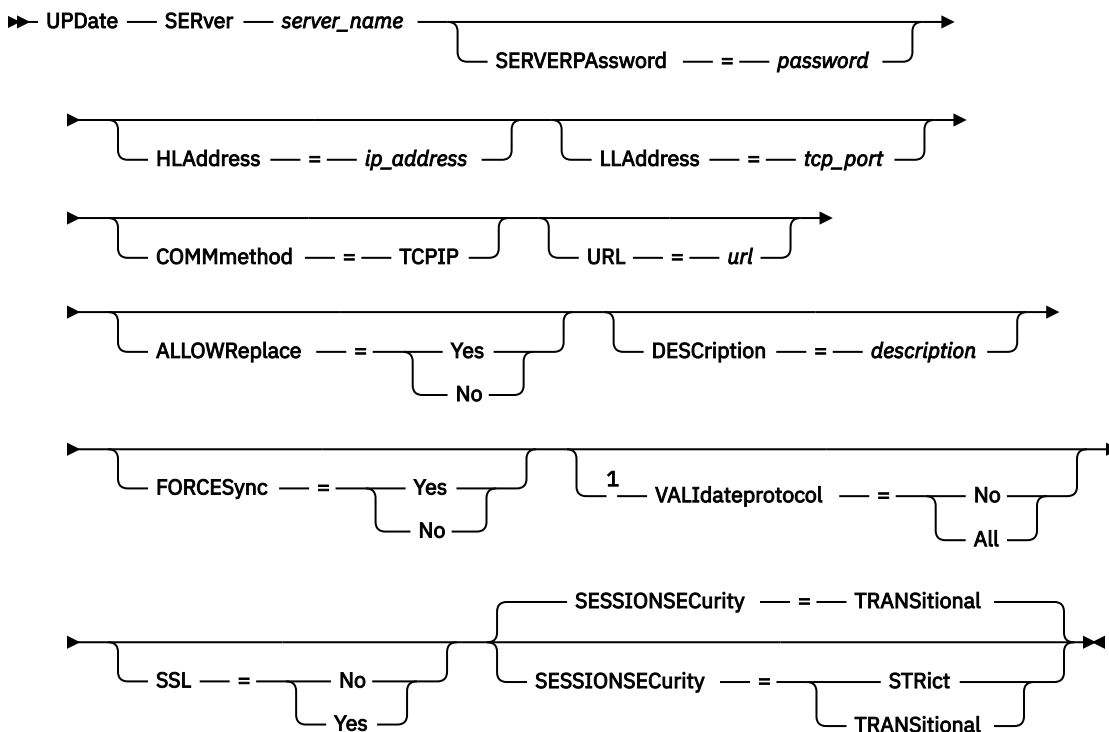 UPDate SERver server_name
SERVERPAssword = password
HLAddress = ip_address LLAddress = tcp_port
COMMmethod = TCPIP URL = url
ALLOWReplace = Yes No DESCription = description
FORCESync = Yes No 1 VALIdateprotocol = No All
SESSIONSECurity = TRANSitional
SSL = No Yes SESSIONSECurity = STRict TRANSitional